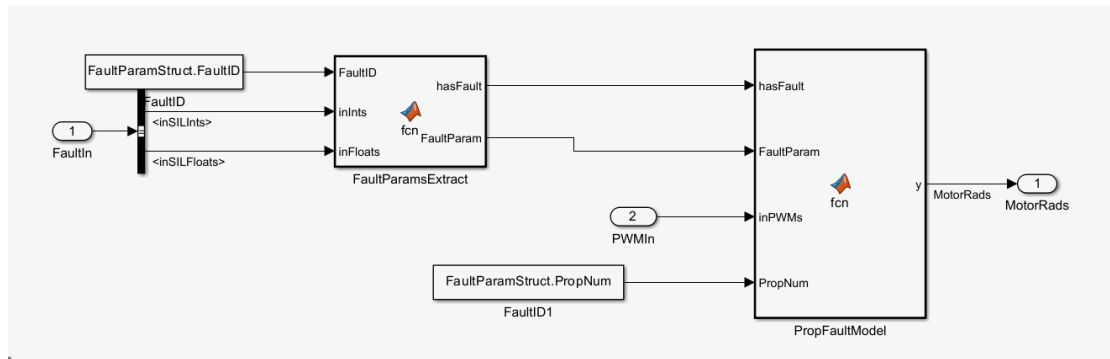 FaultParamStruct.FaultID
FaultID
1
FaultIn
<inSILInts>
<inSILFloats>
FaultID
inInts
inFloats
fcn
hasFault
FaultParam
FaultParamsExtract
2
PWMIn
FaultParamStruct.PropNum
FaultID1
hasFault
FaultParam
inPWMs
PropNum
fcn
y
PropFaultModel
MotorRads
1
MotorRads